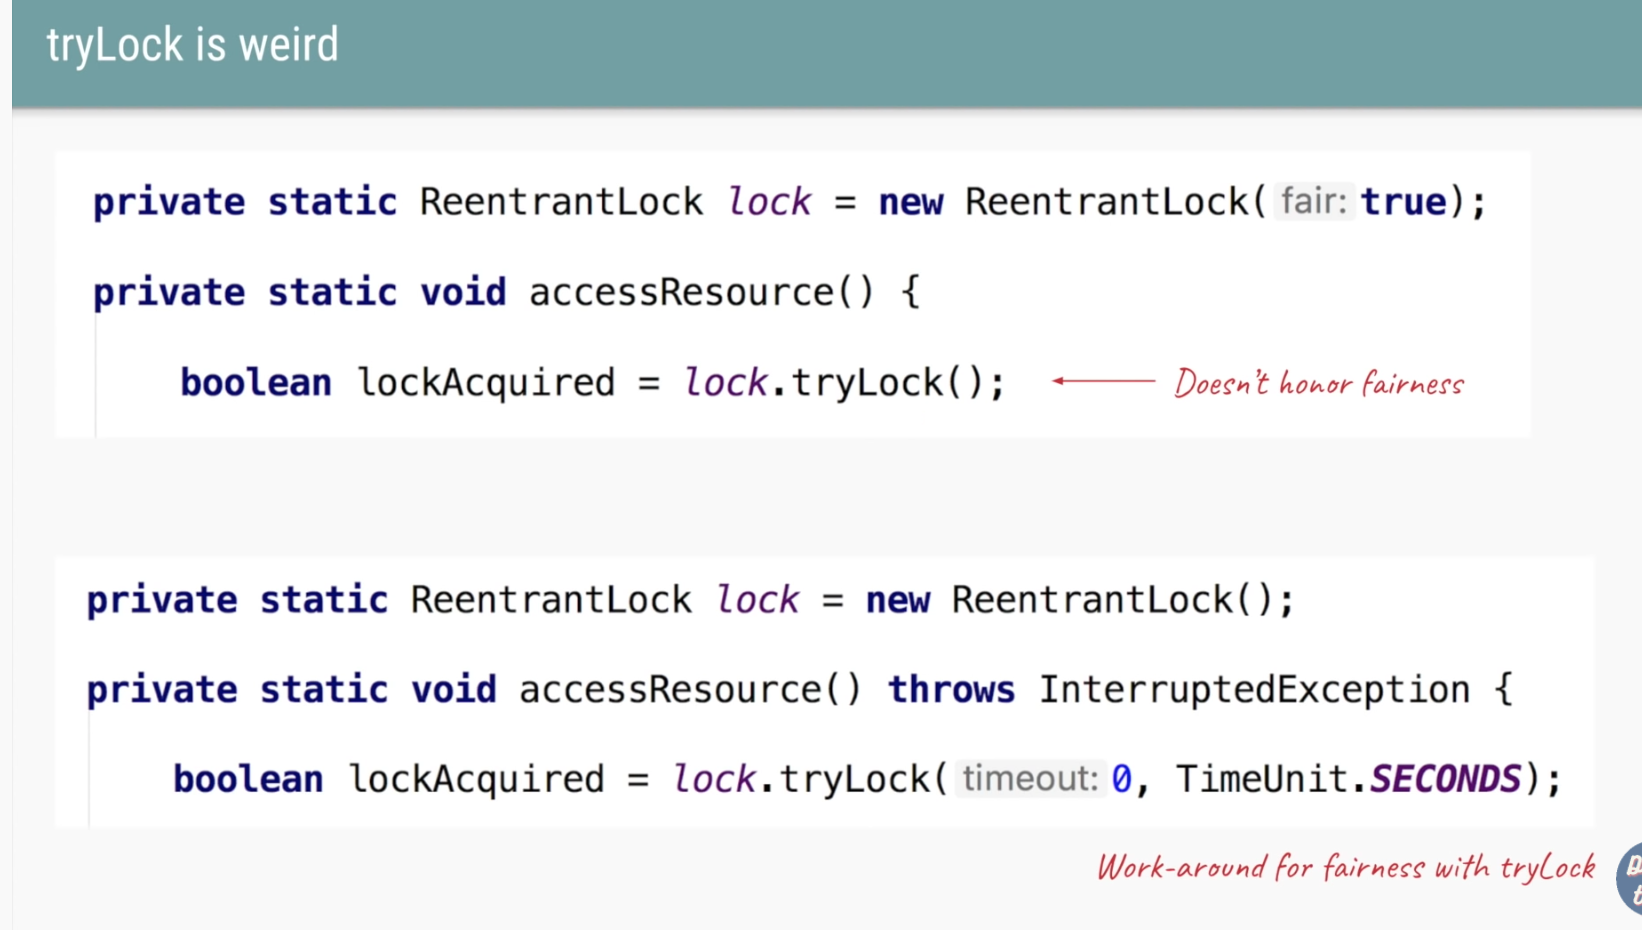 tryLock is weird
private static ReentrantLock lock = new ReentrantLock( fair: true);
private static void accessResource() {
boolean lockAcquired = lock.tryLock();
Doesn't honor fairness
private static ReentrantLock lock = new ReentrantLock();
private static void accessResource() throws InterruptedException {
boolean lockAcquired = lock.tryLock( timeout: 0, TimeUnit.SECONDS);
Work-around for fairness with tryLock